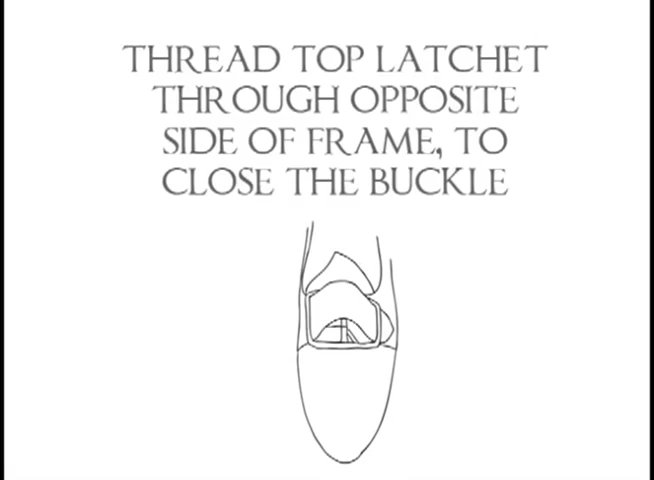 THREAD TOP LATCHET
THROUGH OPPOSITE
SIDE OF FRAME, TO
CLOSE THE BUCKLE